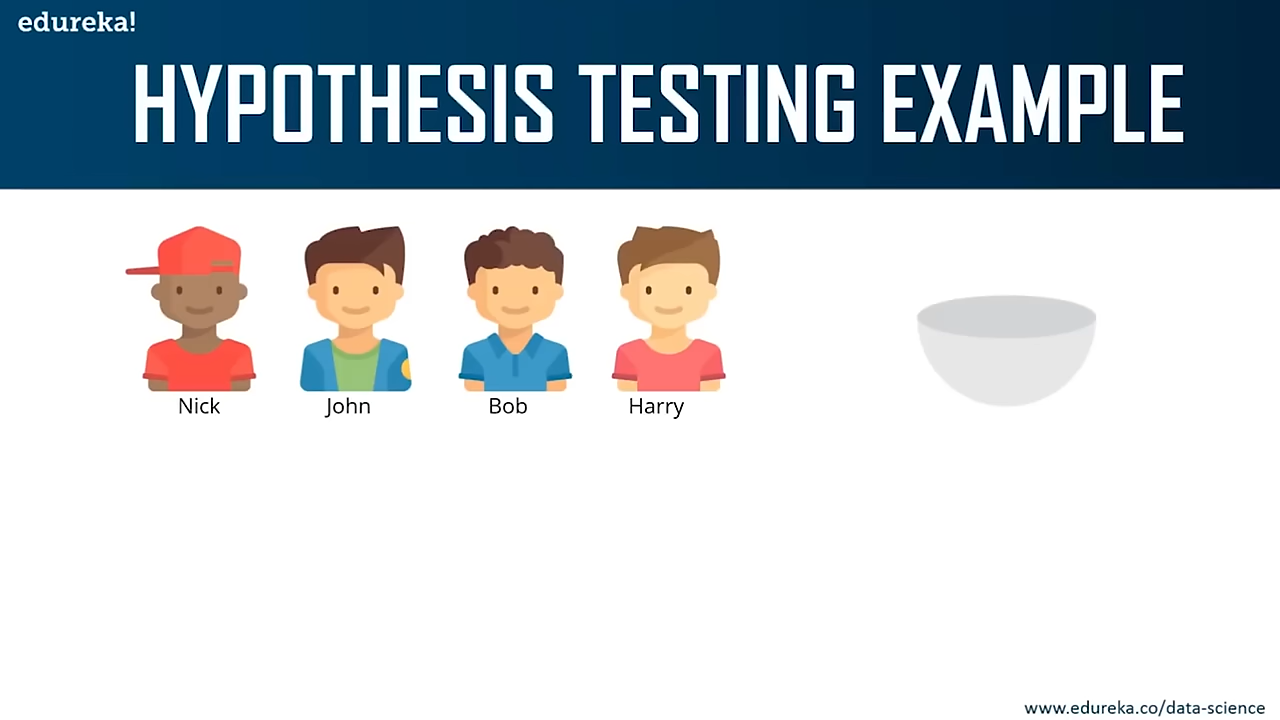 edureka!
HYPOTHESIS TESTING EXAMPLE
Nick John Bob Harry
www.edureka.co/data-science